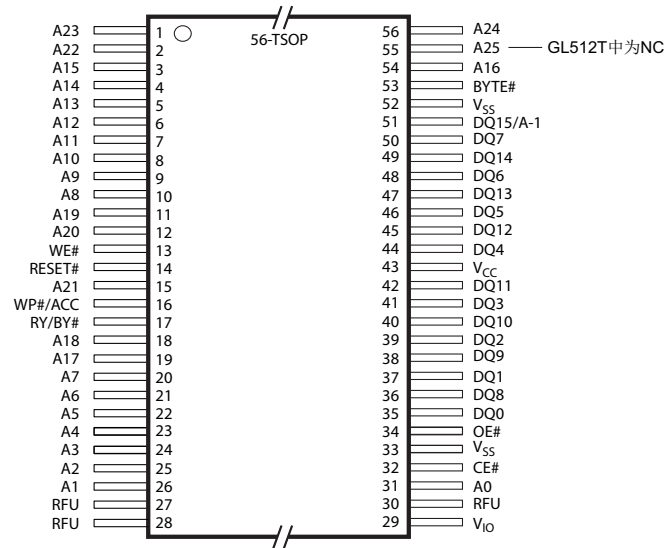 A23 1 56-TSOP 56 A24
A22 2 55 A25 GL512T中为NC
A15 3 54 A16
A14 4 53 BYTE#
A13 5 52 VSS
A12 6 51 DQ15/A-1
A11 7 50 DQ7
A10 8 49 DQ14
A9 9 48 DQ6
A8 10 47 DQ13
A19 11 46 DQ5
A20 12 45 DQ12
WE# 13 44 DQ4
RESET# 14 43 VCC
A21 15 42 DQ11
WP#/ACC 16 41 DQ3
RY/BY# 17 40 DQ10
A18 18 39 DQ2
A17 19 38 DQ9
A7 20 37 DQ1
A6 21 36 DQ8
A5 22 35 DQ0
A4 23 34 OE#
A3 24 33 VSS
A2 25 32 CE#
A1 26 31 A0
RFU 27 30 RFU
RFU 28 29 VIO